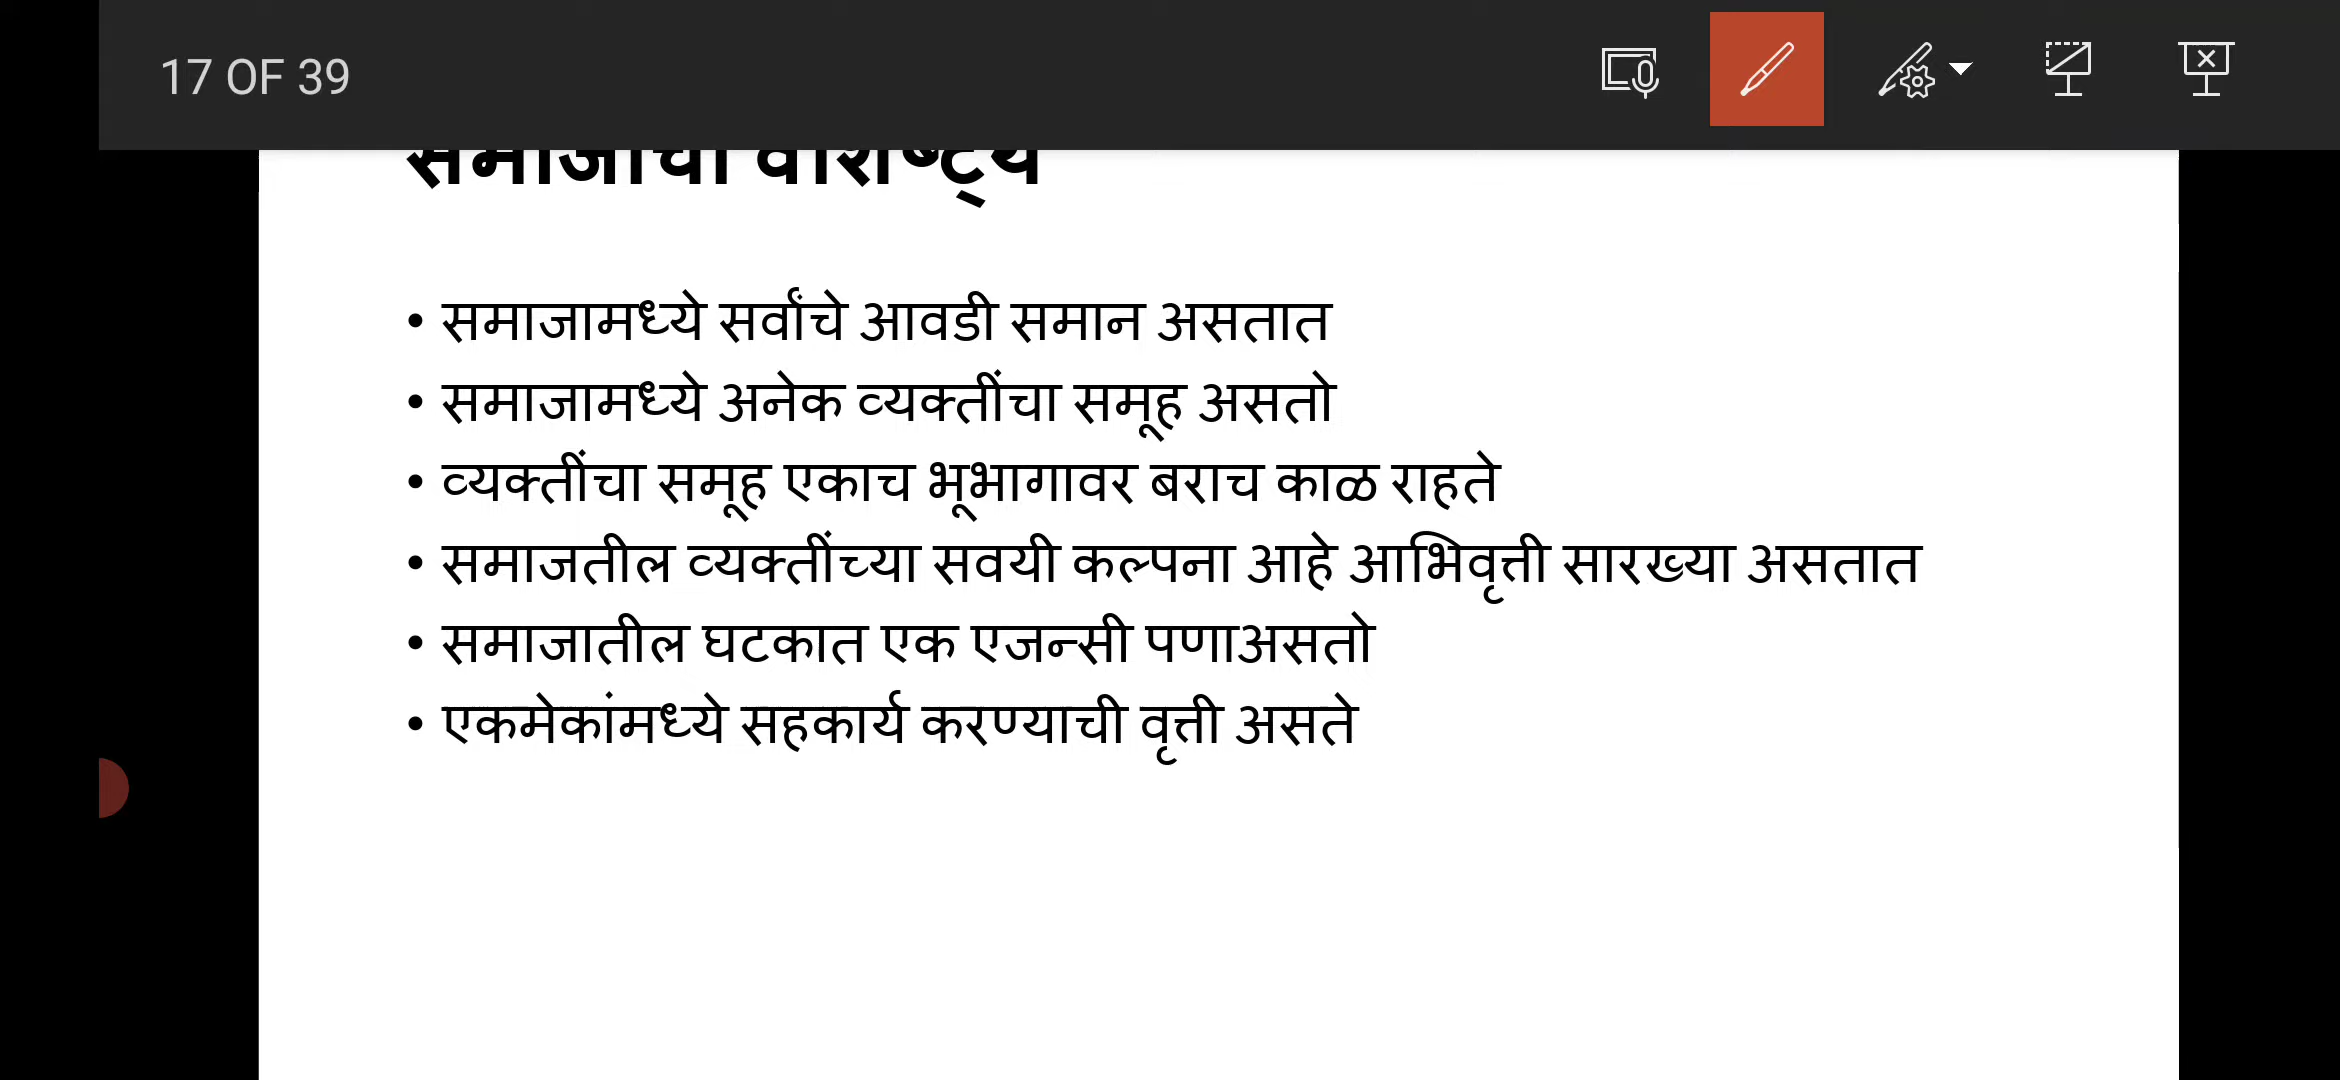 17 OF 39
• समाजामध्ये सर्वांचे आवडी समान असतात
• समाजामध्ये अनेक व्यक्तींचा समूह असतो
• व्यक्तींचा समूह एकाच भूभागावर बराच काळ राहते
• समाजतील व्यक्तींच्या सवयी कल्पना आहे आभिवृत्ती सारख्या असतात
• समाजातील घटकात एक एजन्सी पणाअसतो
• एकमेकांमध्ये सहकार्य करण्याची वृत्ती असते